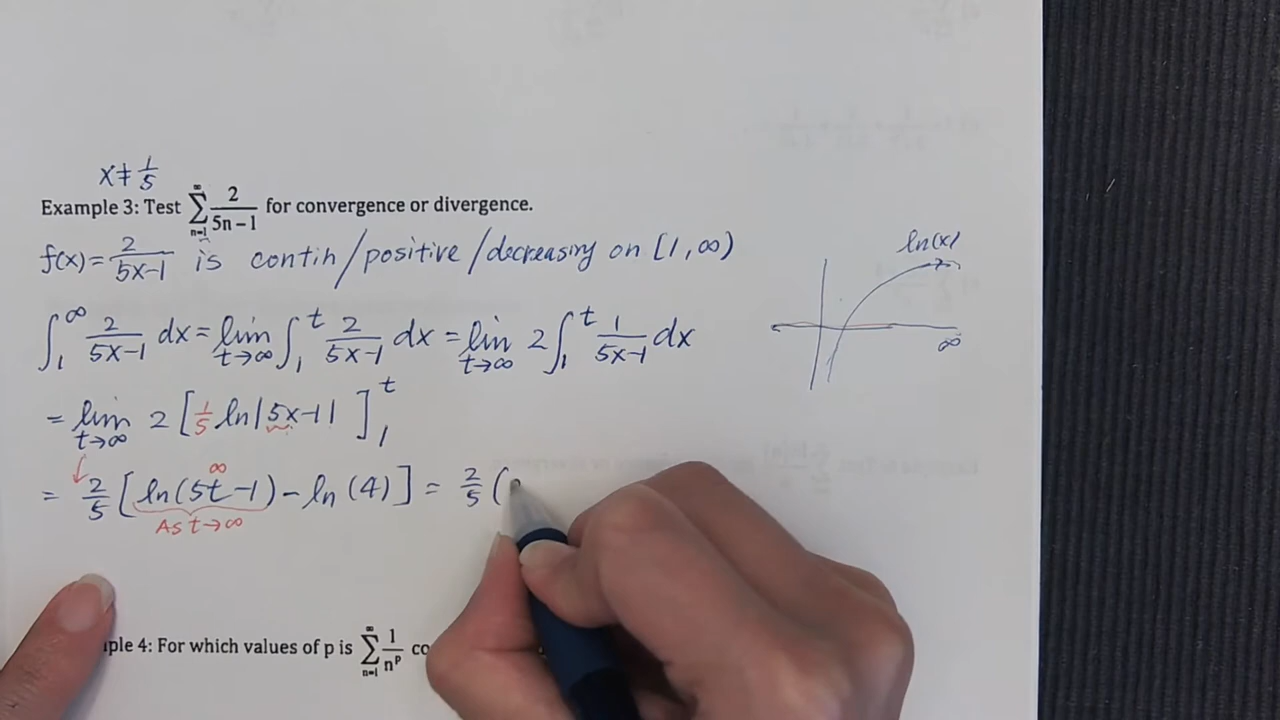 x≠1/5
Example 3: Test ∑_{n=1}^{∞} 2/(5n−1) for convergence or divergence.
f(x)= 2/(5x−1) is contin/positive/decreasing on [1,∞)
ln(x)
∫_1^∞ 2/(5x−1) dx = lim_{t→∞} ∫_1^t 2/(5x−1) dx = lim_{t→∞} 2∫_1^t 1/(5x−1) dx
∞
= lim_{t→∞} 2[1/5 ln|5x−1|]_1^t
∞
= 2/5 [ln(5t−1)−ln(4)] = 2/5 (
As t→∞
ple 4: For which values of p is ∑_{n=1}^{∞} 1/n^p co